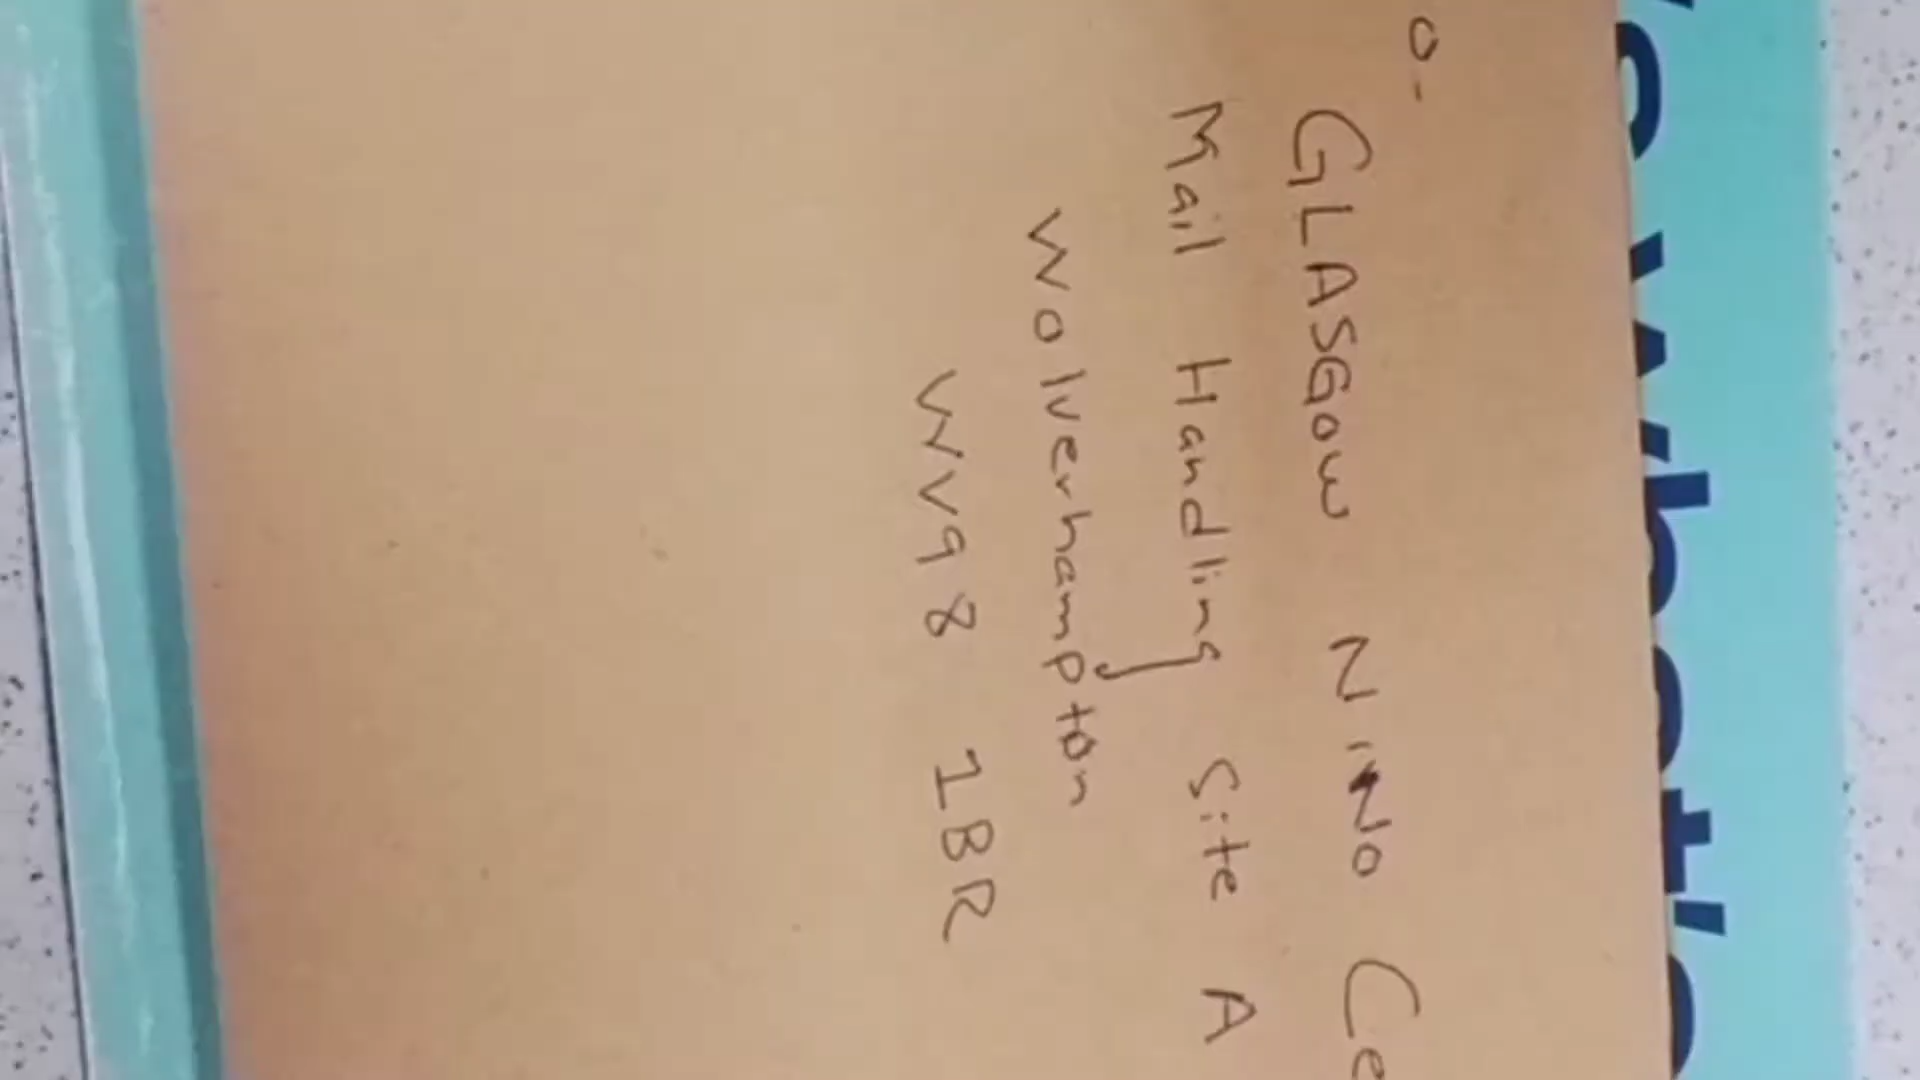 o-
GLASGOW NINO Ce
Mail Handling Site A
Wolverhampton
WV98 1BR